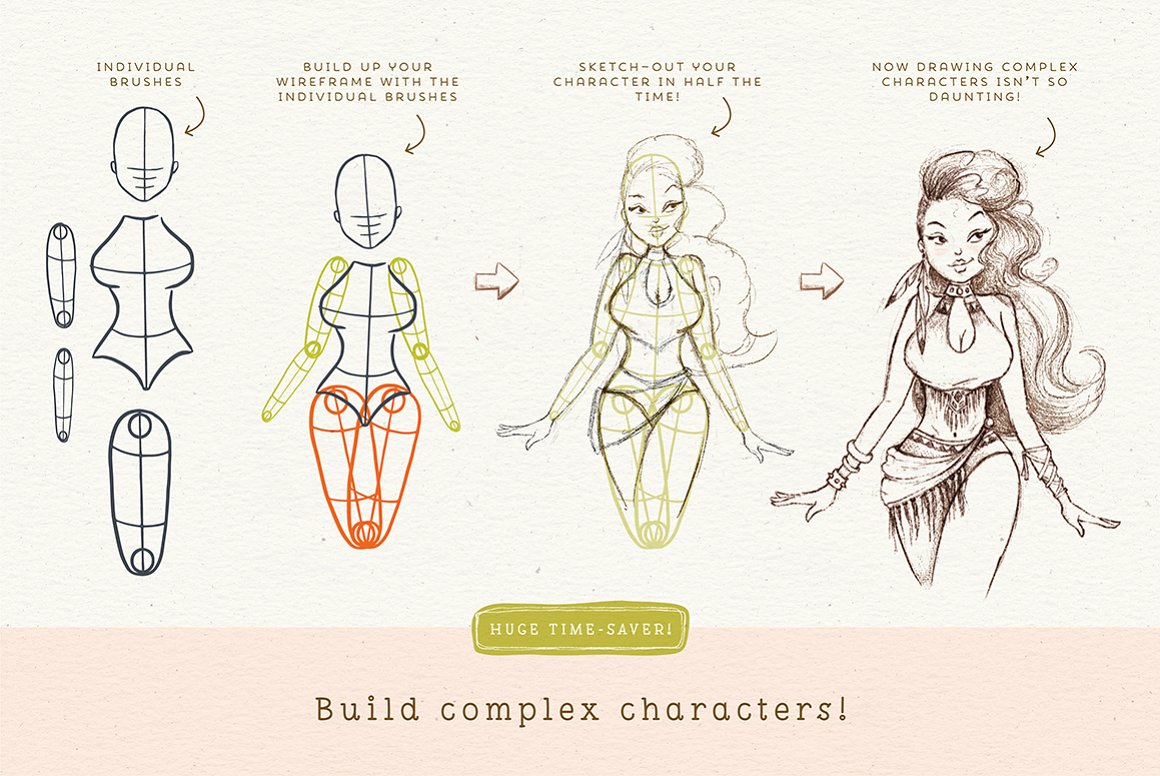 INDIVIDUAL
BRUSHES
BUILD UP YOUR
WIREFRAME WITH THE
INDIVIDUAL BRUSHES
SKETCH-OUT YOUR
CHARACTER IN HALF THE
TIME!
NOW DRAWING COMPLEX
CHARACTERS ISN'T SO
DAUNTING!
HUGE TIME-SAVER!
Build complex characters!